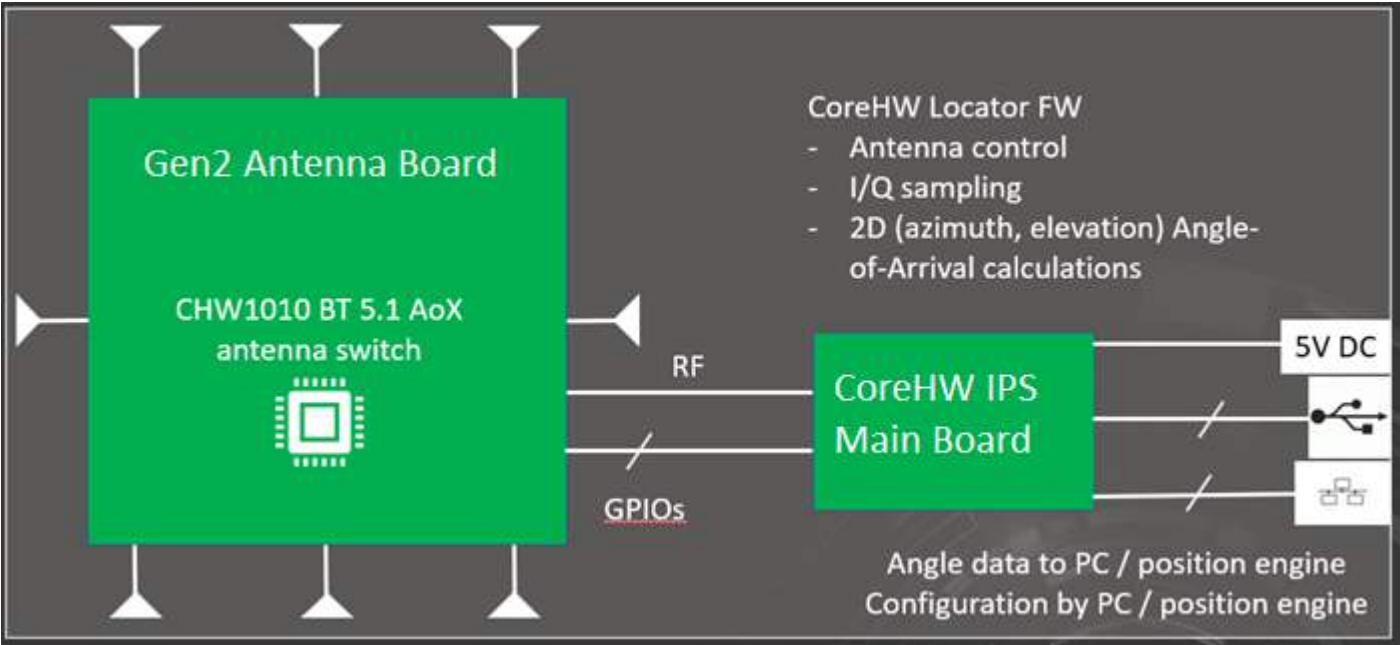 Gen2 Antenna Board
CHW1010 BT 5.1 AoX
antenna switch
RF
GPIOs
CoreHW Locator FW
- Antenna control
- I/Q sampling
- 2D (azimuth, elevation) Angle-
of-Arrival calculations
CoreHW IPS
Main Board
5V DC
Angle data to PC / position engine
Configuration by PC / position engine